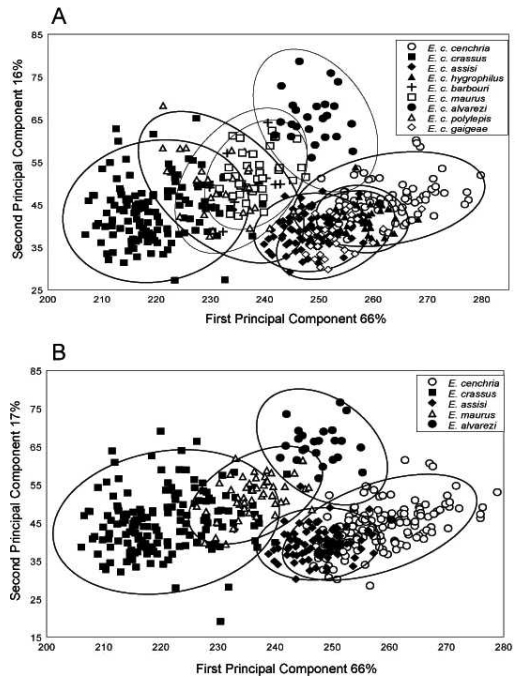 A
85
75
65
55
45
35
25
Second Principal Component 16%
E. c. cenchria
E. c. crassus
E. c. assisi
E. c. hygrophilus
E. c. barbouri
E. c. maurus
E. c. alvarezi
E. c. polylepis
E. c. gaigeae
200 210 220 230 240 250 260 270 280
First Principal Component 66%
B
85
75
65
55
45
35
25
15
Second Principal Component 17%
E. cenchria
E. crassus
E. assisi
E. maurus
E. alvarezi
200 210 220 230 240 250 260 270 280
First Principal Component 66%